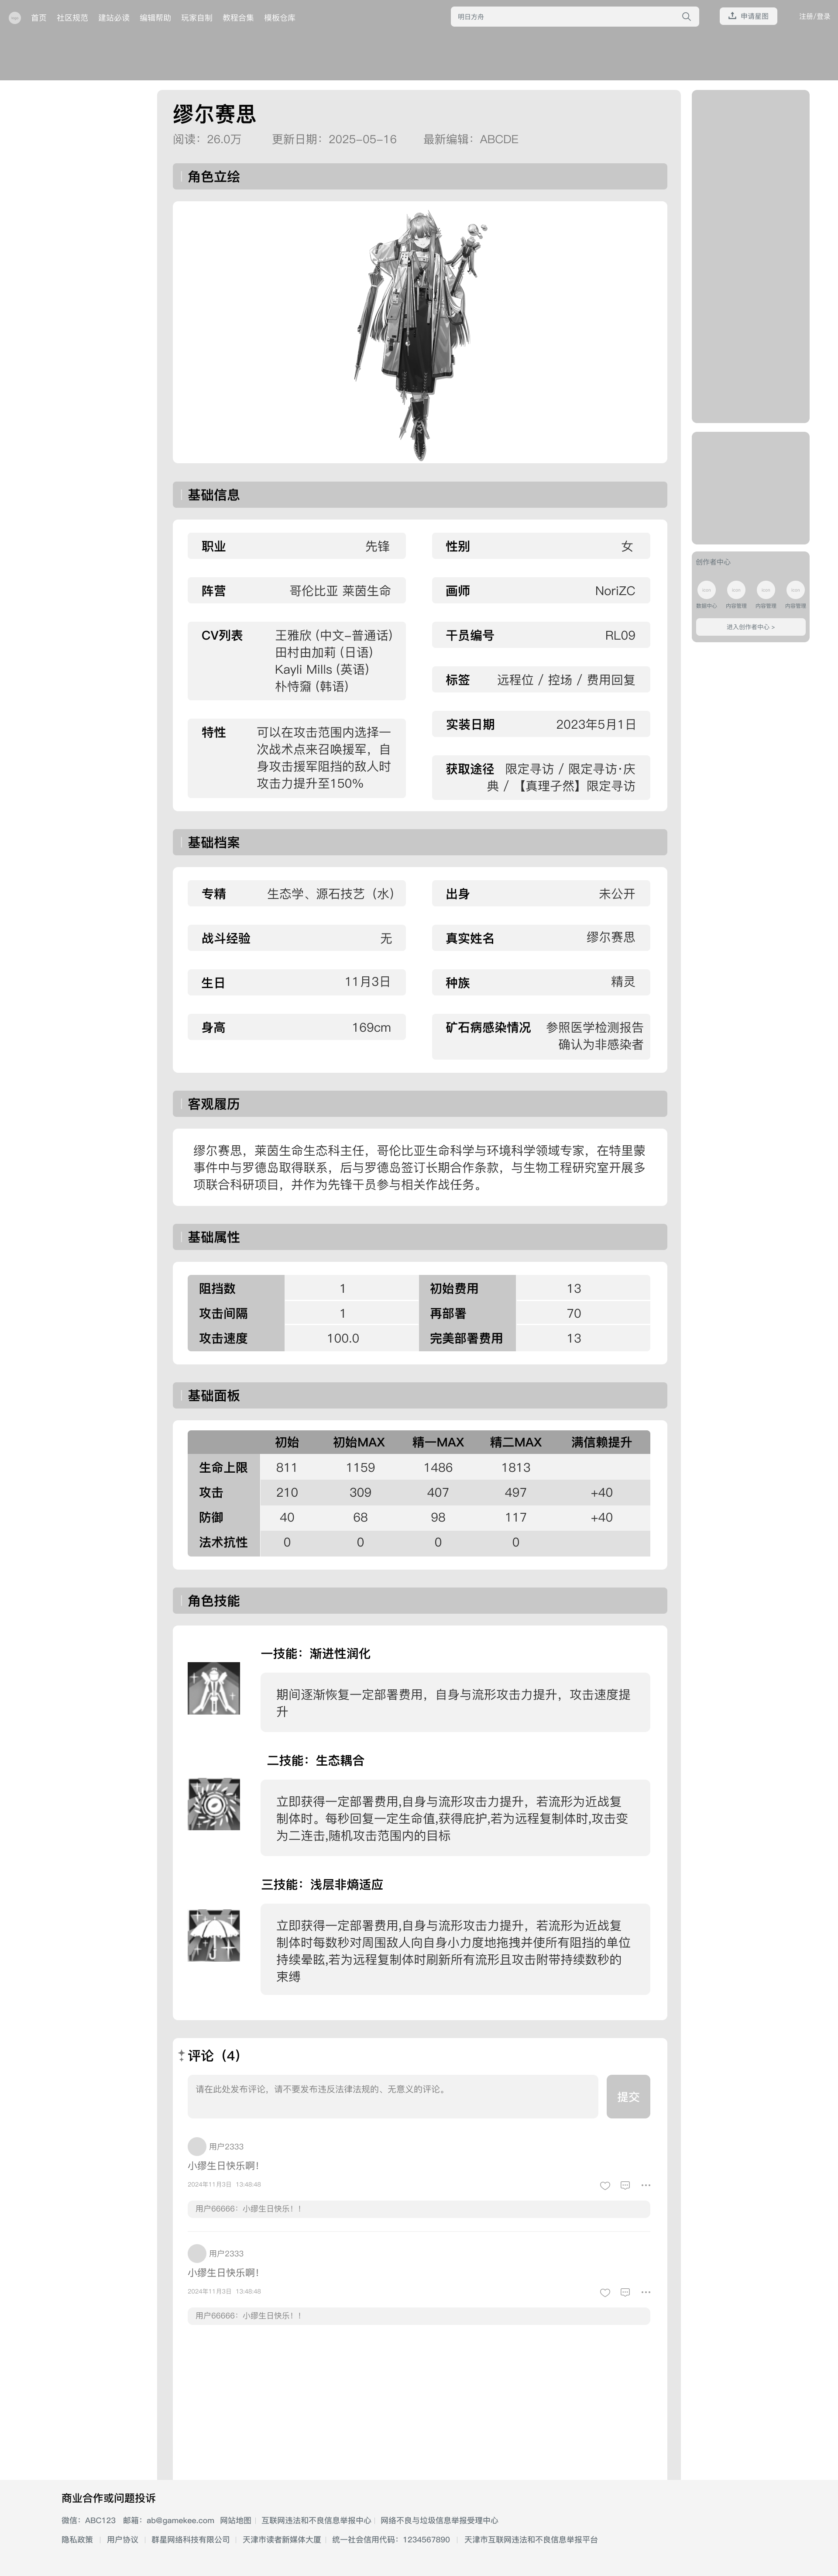 首页 社区规范 建站必读 编辑帮助 玩家自制 教程合集 模板仓库
明日方舟
申请星图
注册/登录
缪尔赛思
阅读：26.0万 更新日期：2025-05-16 最新编辑：ABCDE
角色立绘
基础信息
职业 先锋
性别 女
阵营 哥伦比亚 莱茵生命
画师 NoriZC
CV列表 王雅欣 (中文-普通话)
田村由加莉 (日语)
Kayli Mills (英语)
朴恃奫 (韩语)
干员编号 RL09
标签 远程位 / 控场 / 费用回复
特性 可以在攻击范围内选择一
次战术点来召唤援军，自
身攻击援军阻挡的敌人时
攻击力提升至150%
实装日期 2023年5月1日
获取途径 限定寻访 / 限定寻访·庆
典 / 【真理孑然】限定寻访
基础档案
专精 生态学、源石技艺（水）
出身 未公开
战斗经验 无
真实姓名 缪尔赛思
生日 11月3日
种族 精灵
身高 169cm
矿石病感染情况 参照医学检测报告
确认为非感染者
客观履历
缪尔赛思，莱茵生命生态科主任，哥伦比亚生命科学与环境科学领域专家，在特里蒙
事件中与罗德岛取得联系，后与罗德岛签订长期合作条款，与生物工程研究室开展多
项联合科研项目，并作为先锋干员参与相关作战任务。
基础属性
阻挡数 1 初始费用 13
攻击间隔 1 再部署 70
攻击速度 100.0 完美部署费用 13
基础面板
初始 初始MAX 精一MAX 精二MAX 满信赖提升
生命上限 811 1159 1486 1813
攻击 210 309 407 497 +40
防御 40 68 98 117 +40
法术抗性 0 0 0 0
角色技能
一技能：渐进性润化
期间逐渐恢复一定部署费用，自身与流形攻击力提升，攻击速度提
升
二技能：生态耦合
立即获得一定部署费用,自身与流形攻击力提升，若流形为近战复
制体时。每秒回复一定生命值,获得庇护,若为远程复制体时,攻击变
为二连击,随机攻击范围内的目标
三技能：浅层非熵适应
立即获得一定部署费用,自身与流形攻击力提升，若流形为近战复
制体时每数秒对周围敌人向自身小力度地拖拽并使所有阻挡的单位
持续晕眩,若为远程复制体时刷新所有流形且攻击附带持续数秒的
束缚
评论（4）
请在此处发布评论，请不要发布违反法律法规的、无意义的评论。
提交
用户2333
小缪生日快乐啊！
2024年11月3日 13:48:48
用户66666：小缪生日快乐！！
用户2333
小缪生日快乐啊！
2024年11月3日 13:48:48
用户66666：小缪生日快乐！！
创作者中心
数据中心 内容管理 内容管理 内容管理
进入创作者中心 >
商业合作或问题投诉
微信：ABC123 邮箱：ab@gamekee.com 网站地图 | 互联网违法和不良信息举报中心 | 网络不良与垃圾信息举报受理中心
隐私政策 | 用户协议 | 群星网络科技有限公司 | 天津市读者新媒体大厦 | 统一社会信用代码：1234567890 | 天津市互联网违法和不良信息举报平台